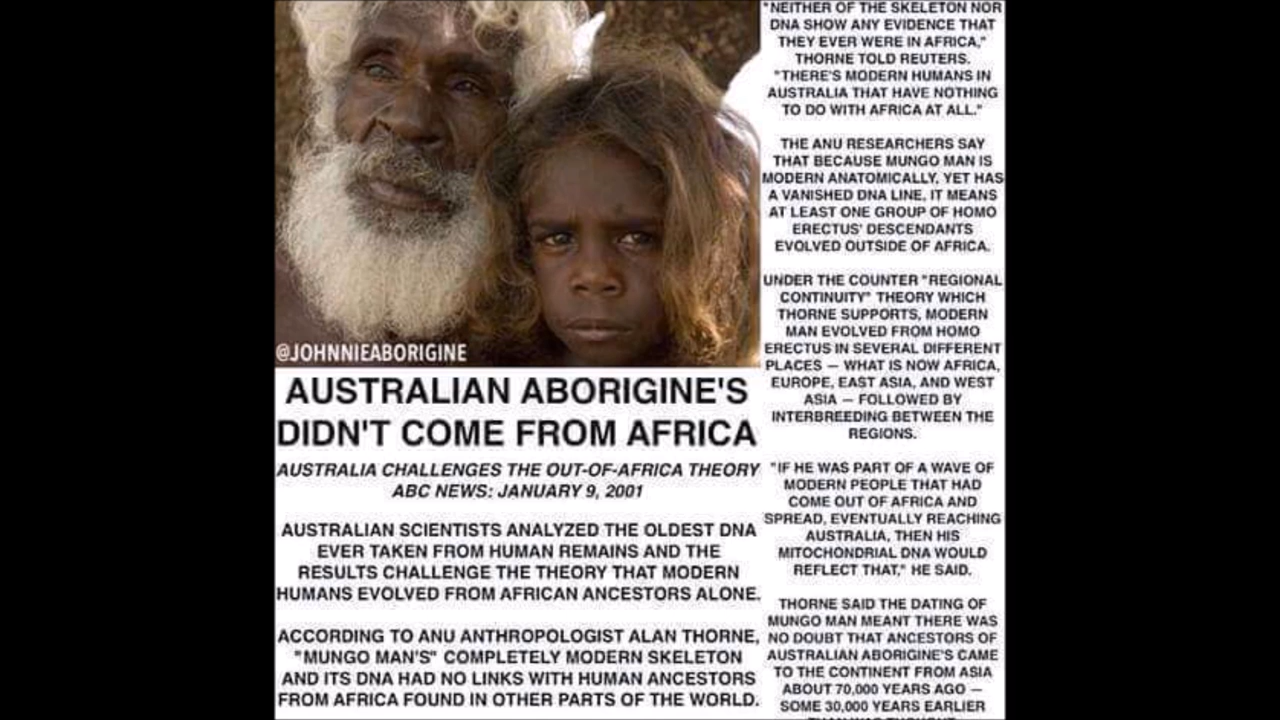 @JOHNNIEABORIGINE
AUSTRALIAN ABORIGINE'S
DIDN'T COME FROM AFRICA
AUSTRALIA CHALLENGES THE OUT-OF-AFRICA THEORY
ABC NEWS: JANUARY 9, 2001
AUSTRALIAN SCIENTISTS ANALYZED THE OLDEST DNA
EVER TAKEN FROM HUMAN REMAINS AND THE
RESULTS CHALLENGE THE THEORY THAT MODERN
HUMANS EVOLVED FROM AFRICAN ANCESTORS ALONE.
ACCORDING TO ANU ANTHROPOLOGIST ALAN THORNE,
"MUNGO MAN'S" COMPLETELY MODERN SKELETON
AND ITS DNA HAD NO LINKS WITH HUMAN ANCESTORS
FROM AFRICA FOUND IN OTHER PARTS OF THE WORLD.
"NEITHER OF THE SKELETON NOR
DNA SHOW ANY EVIDENCE THAT
THEY EVER WERE IN AFRICA,"
THORNE TOLD REUTERS.
"THERE'S MODERN HUMANS IN
AUSTRALIA THAT HAVE NOTHING
TO DO WITH AFRICA AT ALL."
THE ANU RESEARCHERS SAY
THAT BECAUSE MUNGO MAN IS
MODERN ANATOMICALLY, YET HAS
A VANISHED DNA LINE, IT MEANS
AT LEAST ONE GROUP OF HOMO
ERECTUS' DESCENDANTS
EVOLVED OUTSIDE OF AFRICA.
UNDER THE COUNTER "REGIONAL
CONTINUITY" THEORY WHICH
THORNE SUPPORTS, MODERN
MAN EVOLVED FROM HOMO
ERECTUS IN SEVERAL DIFFERENT
PLACES — WHAT IS NOW AFRICA,
EUROPE, EAST ASIA, AND WEST
ASIA — FOLLOWED BY
INTERBREEDING BETWEEN THE
REGIONS.
"IF HE WAS PART OF A WAVE OF
MODERN PEOPLE THAT HAD
COME OUT OF AFRICA AND
SPREAD, EVENTUALLY REACHING
AUSTRALIA, THEN HIS
MITOCHONDRIAL DNA WOULD
REFLECT THAT," HE SAID.
THORNE SAID THE DATING OF
MUNGO MAN MEANT THERE WAS
NO DOUBT THAT ANCESTORS OF
AUSTRALIAN ABORIGINE'S CAME
TO THE CONTINENT FROM ASIA
ABOUT 70,000 YEARS AGO —
SOME 30,000 YEARS EARLIER